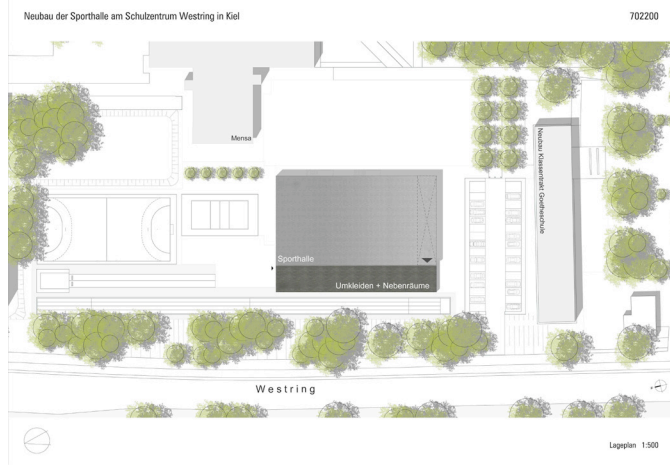 Neubau der Sporthalle am Schulzentrum Westring in Kiel
702200
Mensa
Neubau Klassentrakt Goetheschule
Sporthalle
Umkleiden + Nebenräume
Westring
Lageplan 1:500